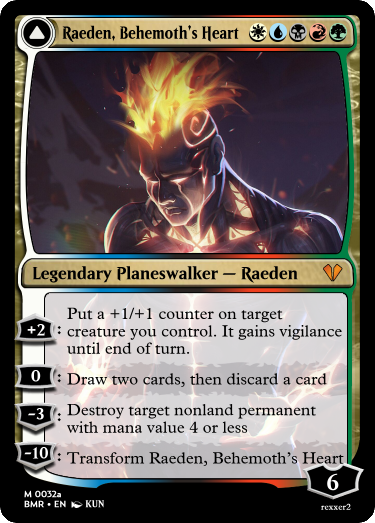 Raeden, Behemoth's Heart
Legendary Planeswalker — Raeden
+2: Put a +1/+1 counter on target
creature you control. It gains vigilance
until end of turn.
0: Draw two cards, then discard a card
-3: Destroy target nonland permanent
with mana value 4 or less
-10: Transform Raeden, Behemoth's Heart
6
M 0032a
BMR • EN KUN
rexxer2